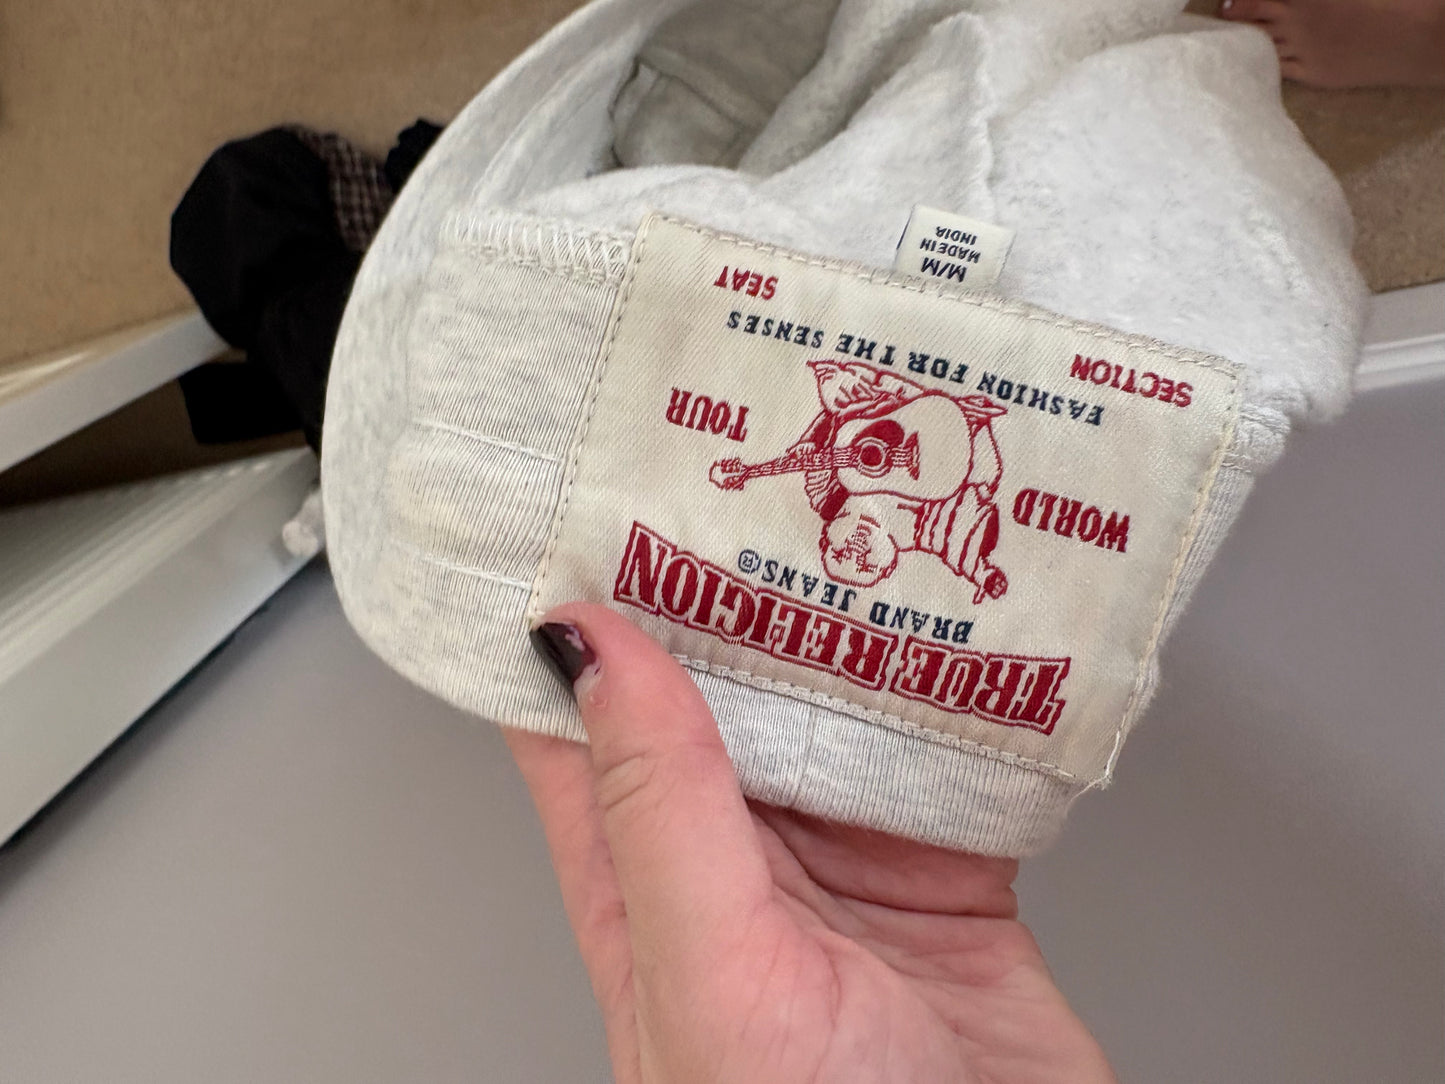 TRUE RELIGION
BRAND JEANS®
WORLD TOUR
FASHION FOR THE SENSES
SECTION SEAT
M/M
MADE IN
INDIA